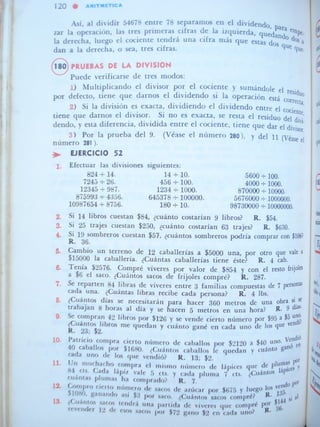 120 ● ARITMETICA
Así, al dividir 54678 entre 78 separamos en el dividendo, para empe-
zar la operación, las tres primeras cifras de la izquierda, quedando dos a
la derecha, luego el cociente tendrá una cifra más que estas dos que que-
dan a la derecha, o sea, tres cifras.
180 PRUEBAS DE LA DIVISION
Puede verificarse de tres modos:
1) Multiplicando el divisor por el cociente y sumándole el residuo
por defecto, tiene que darnos el dividendo si la operación está correcta.
2) Si la división es exacta, dividiendo el dividendo entre el cociente
tiene que darnos el divisor. Si no es exacta, se resta el residuo del divi-
dendo, y esta diferencia, dividida entre el cociente, tiene que dar el divisor.
3) Por la prueba del 9. (Véase el número 280), y del 11 (Véase el
número 281).
EJERCICIO 52
1. Efectuar las divisiones siguientes:
824 ÷ 14. 14 ÷ 10. 5600 ÷ 100.
7245 ÷ 26. 456 ÷ 100. 4000 ÷ 1000.
12345 ÷ 987. 1234 ÷ 1000. 870000 ÷ 10000.
875993 ÷ 4356. 645378 ÷ 100000. 5676000 ÷ 1000000.
10987654 ÷ 8756. 180 ÷ 10. 98730000 ÷ 10000000.
2. Si 14 libros cuestan $84, ¿cuánto costarían 9 libros? R. $54.
3. Si 25 trajes cuestan $250, ¿cuánto costarían 63 trajes? R. $630.
4. Si 19 sombreros cuestan $57, ¿cuántos sombreros podría comprar con $108?
R. 36.
5. Cambio un terreno de 12 caballerías a $5000 una, por otro que vale a
$15000 la caballería. ¿Cuántas caballerías tiene éste? R. 4 cab.
6. Tenía $2576. Compré víveres por valor de $854 y con el resto frijoles
a $6 el saco. ¿Cuántos sacos de frijoles compré? R. 287.
7. Se reparten 84 libras de víveres entre 3 familias compuestas de 7 personas
cada una. ¿Cuántas libras recibe cada persona? R. 4 lbs.
8. ¿Cuántos días se necesitarán para hacer 360 metros de una obra si se
trabajan 8 horas al día y se hacen 5 metros en una hora? R. 9 días.
9. Se compran 42 libros por $126 y se vende cierto número por $95 a $5 uno.
¿Cuántos libros me quedan y cuánto gané en cada uno de los que vendí?
R. 23; $2.
10. Patricio compra cierto número de caballos por $2120 a $40 uno. Vendió
40 caballos por $1680. ¿Cuántos caballos le quedan y cuánto ganó en
cada uno de los que vendió? R. 13; $2.
11. Un muchacho compra el mismo número de lápices que de plumas por
84 cts. Cada lápiz vale 5 cts. y cada pluma 7 cts. ¿Cuántos lápices y
cuántas plumas ha comprado? R. 7.
12. Compro cierto número de sacos de azúcar por $675 y luego los vendo por
$1080, ganando así $3 por saco. ¿Cuántos sacos compré? R. 135.
13. ¿Cuántos sacos tendrá una partida de víveres que compré por $144 si al
revender 12 de esos sacos por $72 gano $2 en cada uno? R. 36.